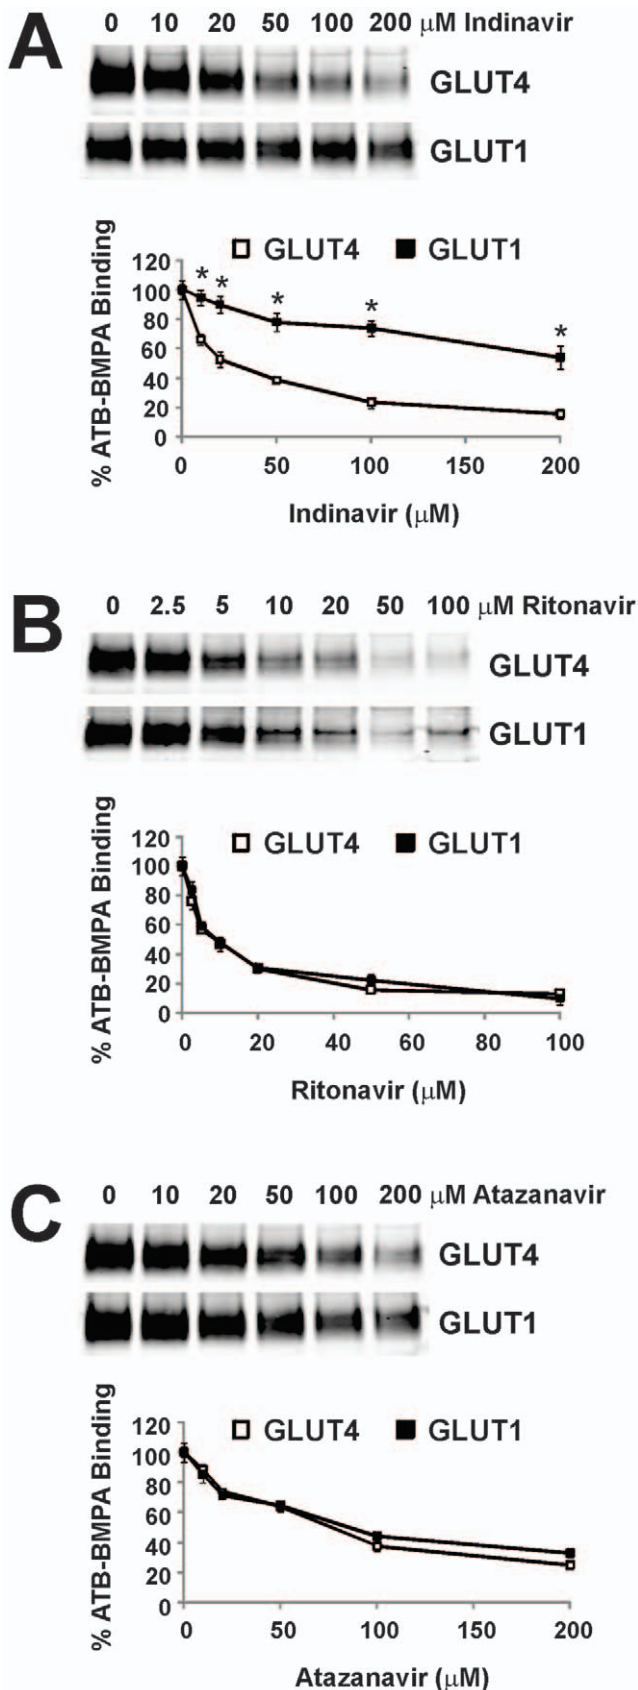 A
0 10 20 50 100 200 μM Indinavir
GLUT4
GLUT1
GLUT4 GLUT1
% ATB-BMPA Binding
120
100
80
60
40
20
0
* * * * *
0 50 100 150 200
Indinavir (μM)
B
0 2.5 5 10 20 50 100 μM Ritonavir
GLUT4
GLUT1
GLUT4 GLUT1
% ATB-BMPA Binding
120
100
80
60
40
20
0
0 20 40 60 80 100
Ritonavir (μM)
C
0 10 20 50 100 200 μM Atazanavir
GLUT4
GLUT1
GLUT4 GLUT1
% ATB-BMPA Binding
120
100
80
60
40
20
0
0 50 100 150 200
Atazanavir (μM)